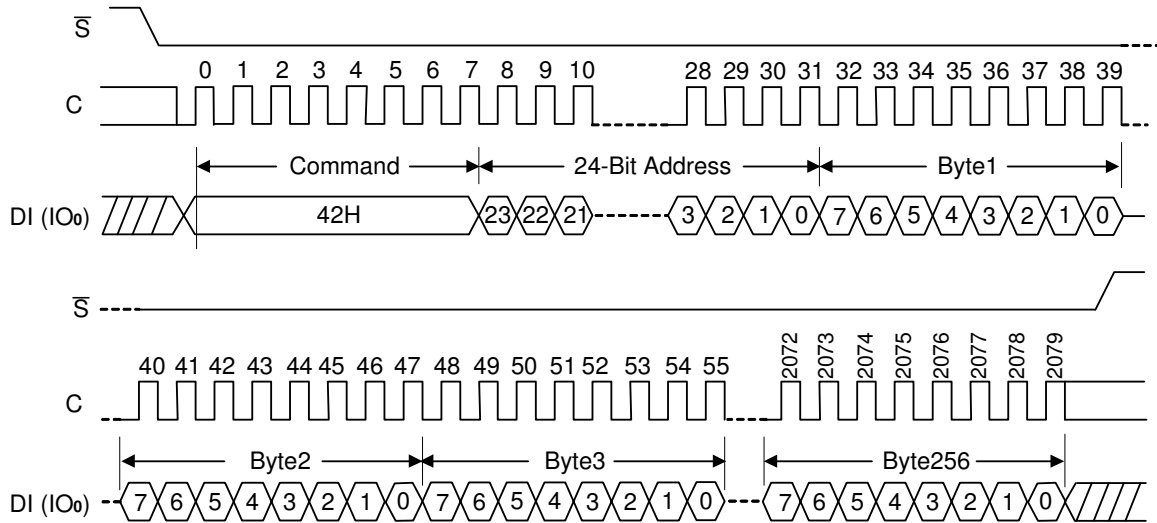 S
0 1 2 3 4 5 6 7 8 9 10 28 29 30 31 32 33 34 35 36 37 38 39
C
Command 24-Bit Address Byte1
DI (IO0) 42H 23 22 21 3 2 1 0 7 6 5 4 3 2 1 0
S
40 41 42 43 44 45 46 47 48 49 50 51 52 53 54 55 2072 2073 2074 2075 2076 2077 2078 2079
C
Byte2 Byte3 Byte256
DI (IO0) 7 6 5 4 3 2 1 0 7 6 5 4 3 2 1 0 7 6 5 4 3 2 1 0